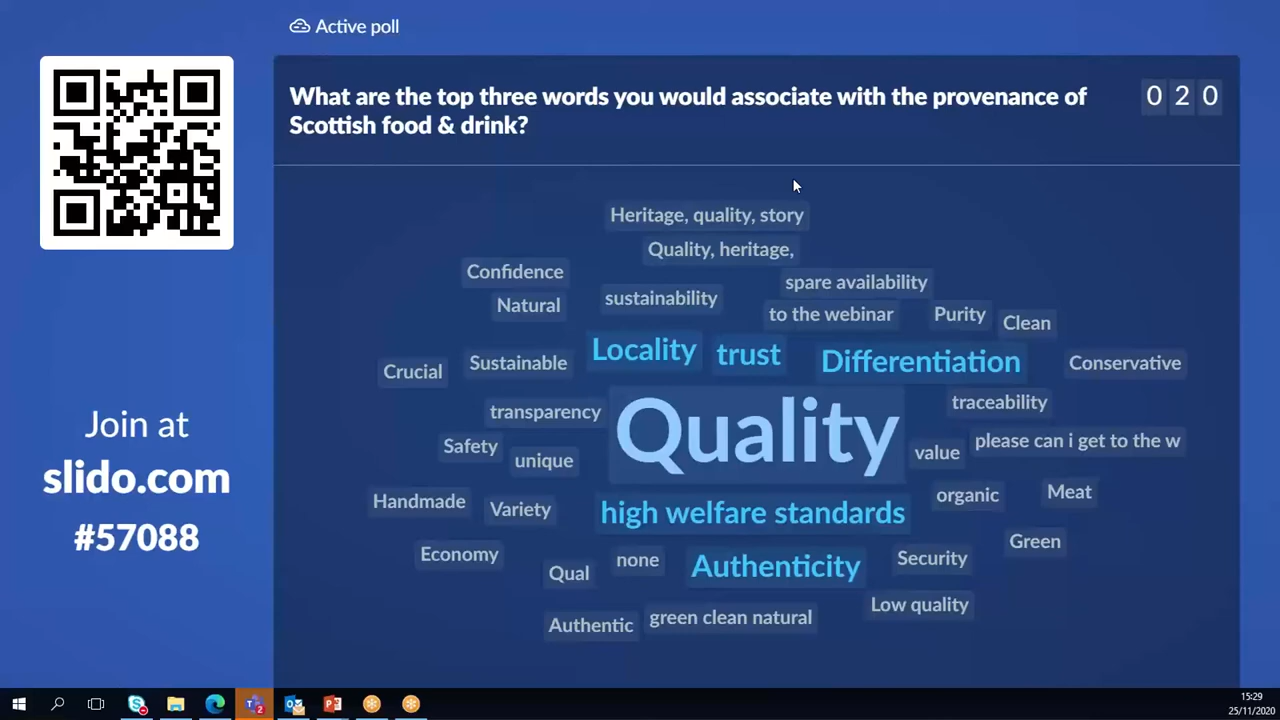 Active poll
What are the top three words you would associate with the provenance of
Scottish food & drink?
0 2 0
Join at
slido.com
#57088
Heritage, quality, story
Quality, heritage,
Confidence
spare availability
Natural
sustainability
to the webinar
Purity
Clean
Locality
trust
Differentiation
Crucial
Sustainable
Conservative
transparency
Quality
traceability
Safety
unique
value
please can i get to the w
Handmade
Variety
high welfare standards
organic
Meat
Economy
Qual
none
Authenticity
Security
Green
Authentic
green clean natural
Low quality
15:29
25/11/2020